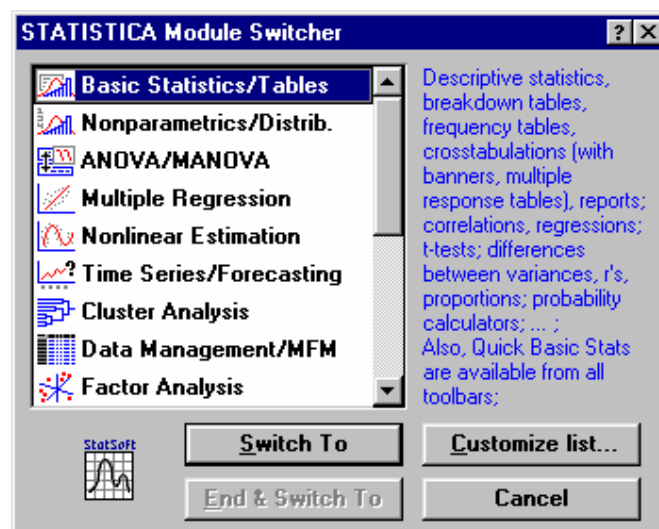 STATISTICA Module Switcher
Basic Statistics/Tables
Nonparametrics/Distrib.
ANOVA/MANOVA
Multiple Regression
Nonlinear Estimation
Time Series/Forecasting
Cluster Analysis
Data Management/MFM
Factor Analysis
Descriptive statistics,
breakdown tables,
frequency tables,
crosstabulations (with
banners, multiple
response tables), reports;
correlations, regressions;
t-tests; differences
between variances, r's,
proportions; probability
calculators; ... ;
Also, Quick Basic Stats
are available from all
toolbars;
StatSoft
Switch To
Customize list...
End & Switch To
Cancel